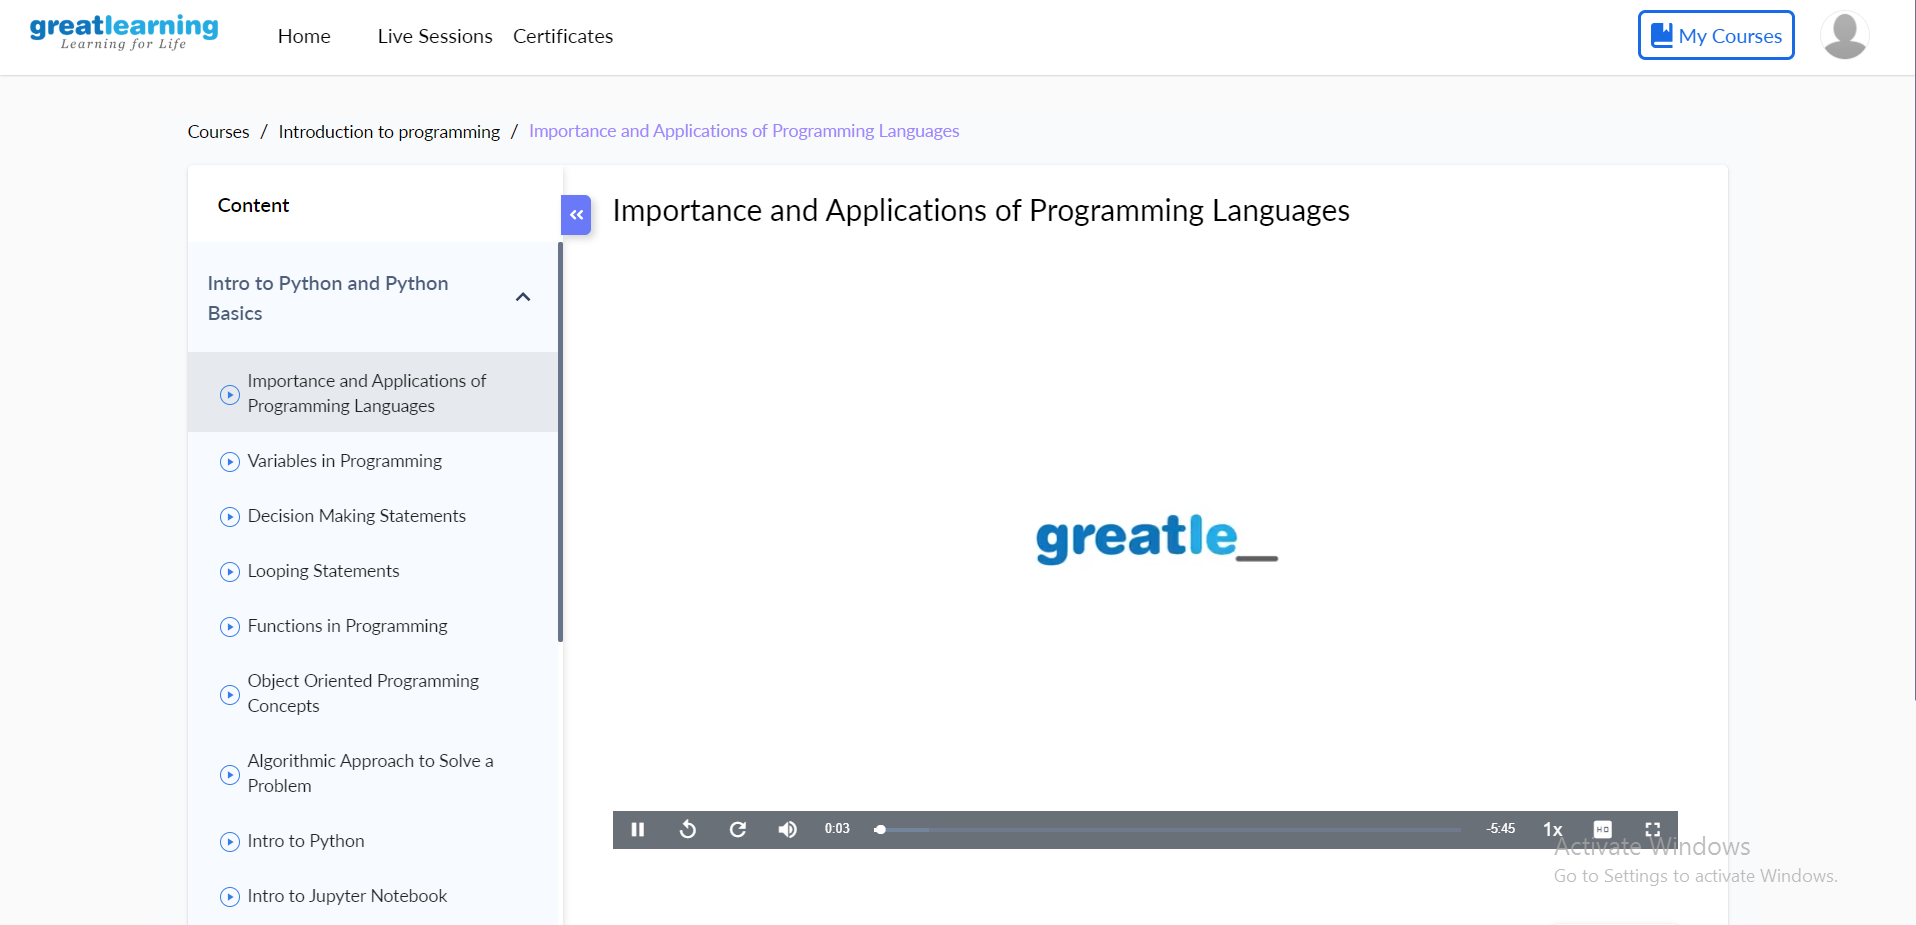 greatlearning
Learning for Life
Home Live Sessions Certificates
My Courses
Courses / Introduction to programming / Importance and Applications of Programming Languages
Content
Intro to Python and Python
Basics
Importance and Applications of
Programming Languages
Variables in Programming
Decision Making Statements
Looping Statements
Functions in Programming
Object Oriented Programming
Concepts
Algorithmic Approach to Solve a
Problem
Intro to Python
Intro to Jupyter Notebook
Importance and Applications of Programming Languages
greatle_
0:03 -5:45 1x HD
Activate Windows
Go to Settings to activate Windows.